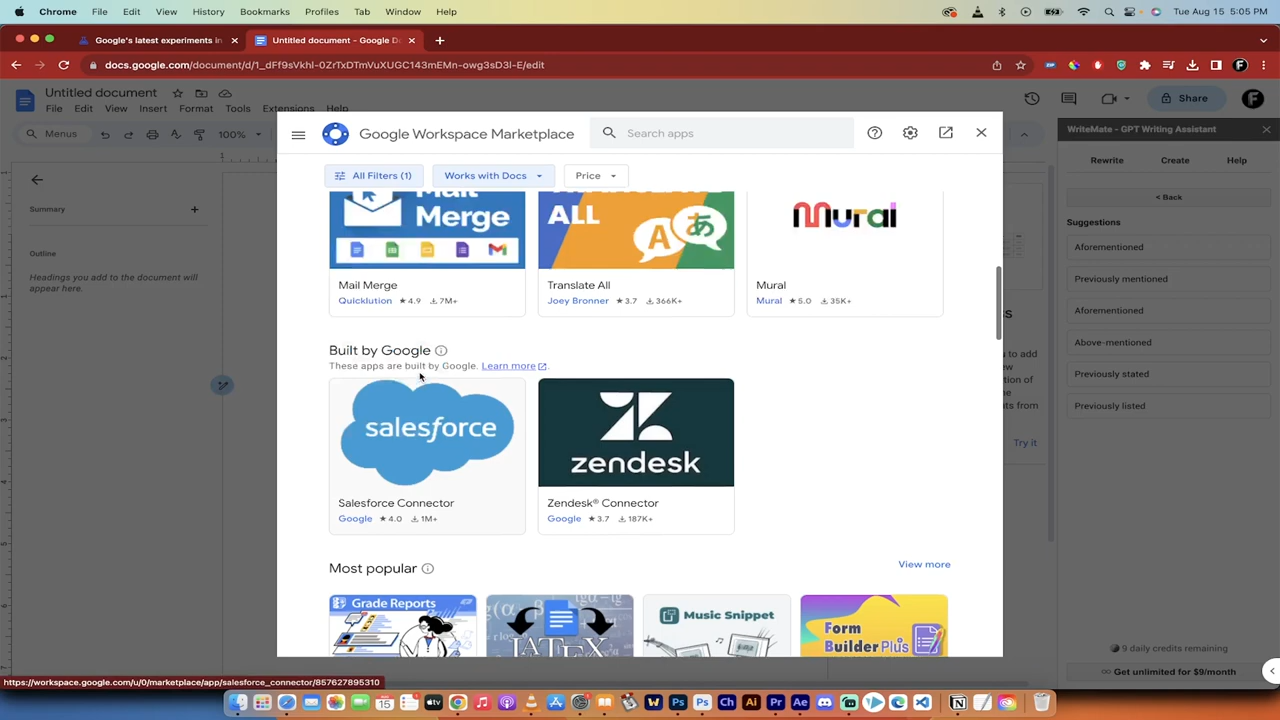 Chrome File Edit View History Bookmarks Profiles Tab Window Help
Tue Aug 15 5:05 PM
Google's latest experiments in
Untitled document - Google Do
docs.google.com/document/d/1_dFf9sVkhI-0ZrTxDTmVuXUGC143mEMn-owg3sD3I-E/edit
Untitled document
File Edit View Insert Format Tools Extensions Help
Share
Menus
100%
Summary
Outline
Headings you add to the document will
appear here.
Google Workspace Marketplace
Search apps
All Filters (1)
Works with Docs
Price
Mail
Merge
ALL
Mural
Mail Merge
Quicklution 4.9 7M+
Translate All
Joey Bronner 3.7 366K+
Mural
Mural 5.0 35K+
Built by Google
These apps are built by Google. Learn more.
salesforce
Salesforce Connector
Google 4.0 1M+
zendesk
Zendesk® Connector
Google 3.7 187K+
Most popular
View more
Grade Reports
LATEX
Music Snippet
Form
Builder Plus
Try it
WriteMate - GPT Writing Assistant
Rewrite Create Help
< Back
Suggestions
Aforementioned
Previously mentioned
Aforementioned
Above-mentioned
Previously stated
Previously listed
9 daily credits remaining
Get unlimited for $9/month
https://workspace.google.com/u/0/marketplace/app/salesforce_connector/857627895310